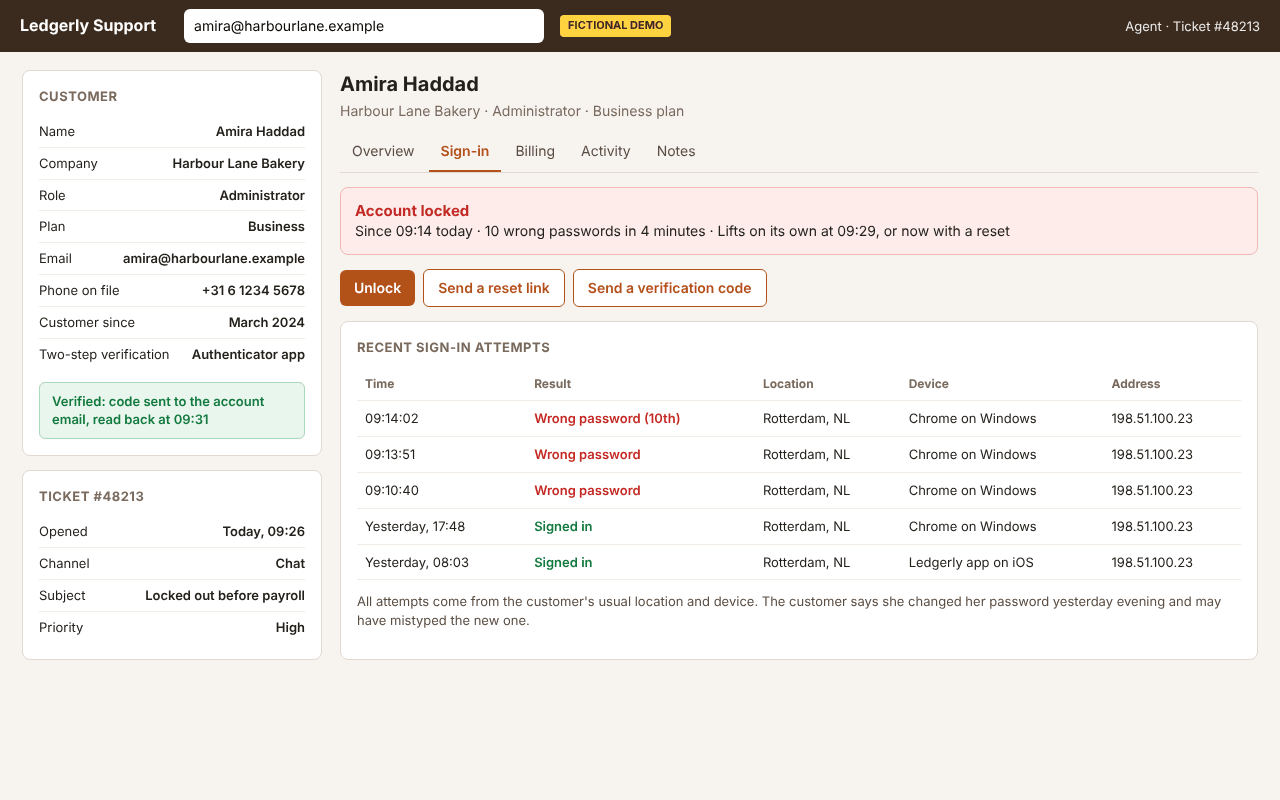 Ledgerly Support
amira@harbourlane.example
FICTIONAL DEMO
Agent · Ticket #48213
CUSTOMER
Name Amira Haddad
Company Harbour Lane Bakery
Role Administrator
Plan Business
Email amira@harbourlane.example
Phone on file +31 6 1234 5678
Customer since March 2024
Two-step verification Authenticator app
Verified: code sent to the account
email, read back at 09:31
TICKET #48213
Opened Today, 09:26
Channel Chat
Subject Locked out before payroll
Priority High
Amira Haddad
Harbour Lane Bakery · Administrator · Business plan
Overview Sign-in Billing Activity Notes
Account locked
Since 09:14 today · 10 wrong passwords in 4 minutes · Lifts on its own at 09:29, or now with a reset
Unlock Send a reset link Send a verification code
RECENT SIGN-IN ATTEMPTS
Time Result Location Device Address
09:14:02 Wrong password (10th) Rotterdam, NL Chrome on Windows 198.51.100.23
09:13:51 Wrong password Rotterdam, NL Chrome on Windows 198.51.100.23
09:10:40 Wrong password Rotterdam, NL Chrome on Windows 198.51.100.23
Yesterday, 17:48 Signed in Rotterdam, NL Chrome on Windows 198.51.100.23
Yesterday, 08:03 Signed in Rotterdam, NL Ledgerly app on iOS 198.51.100.23
All attempts come from the customer's usual location and device. The customer says she changed her password yesterday evening and may
have mistyped the new one.